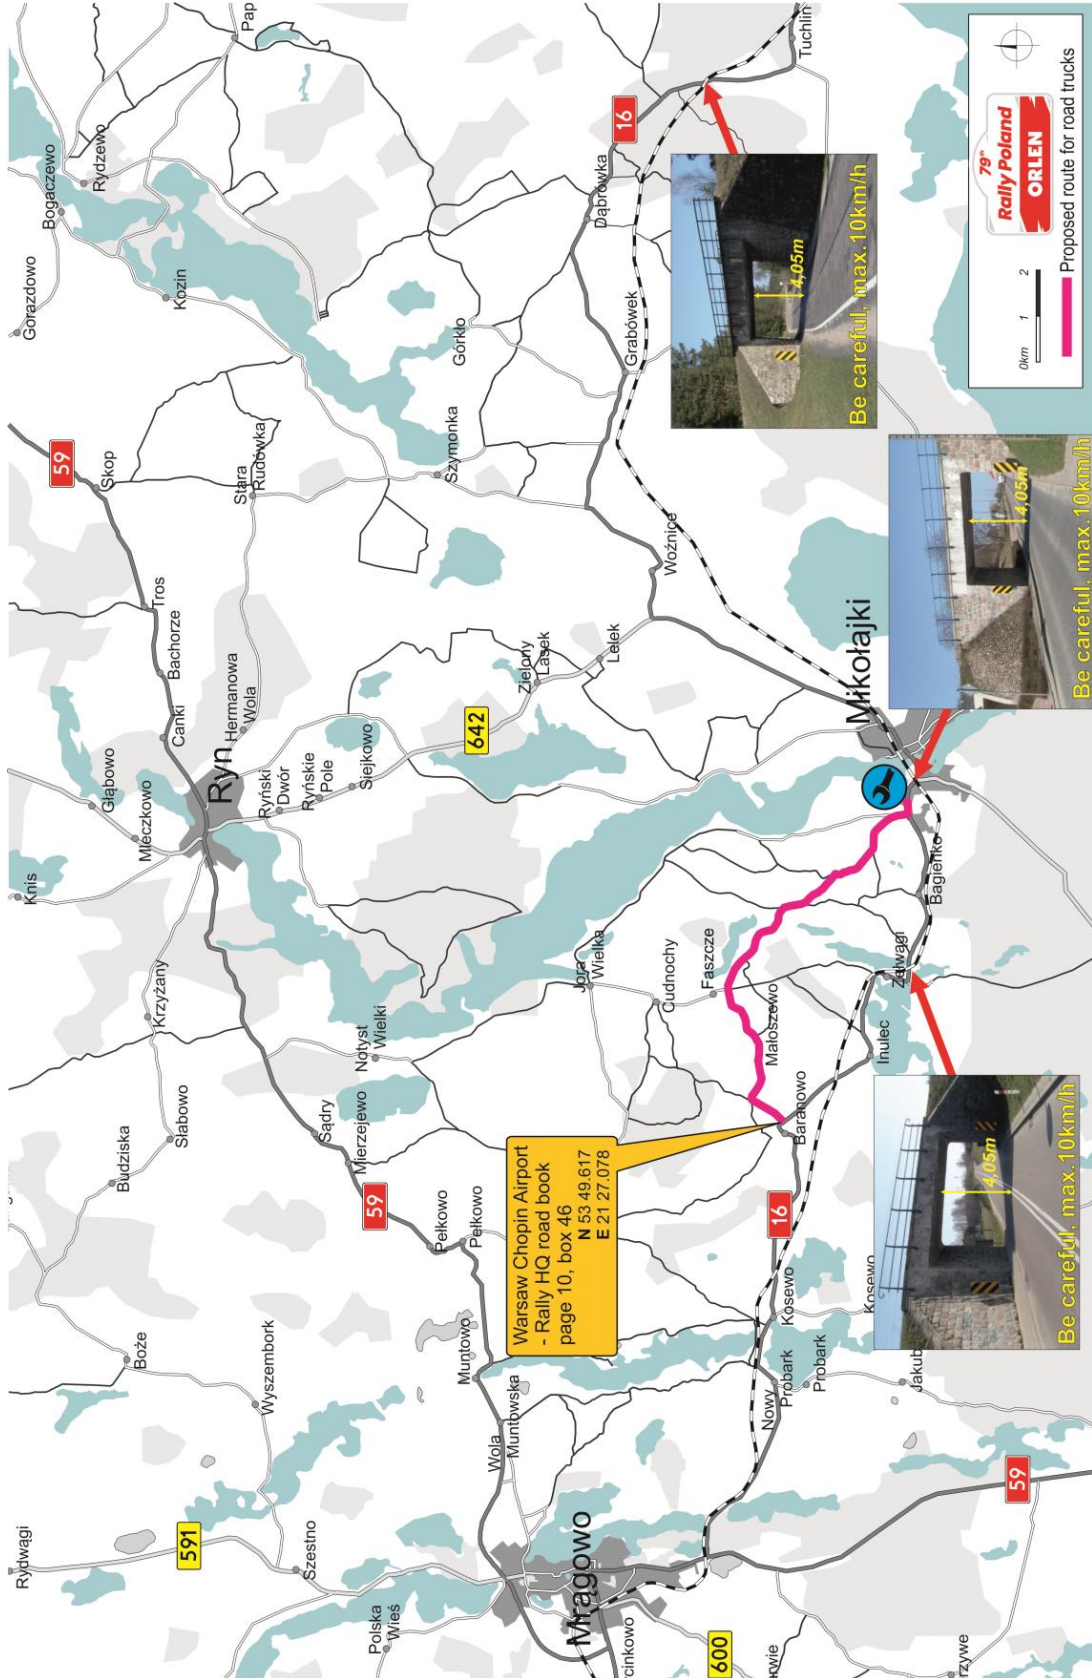 Rydwągi
591
Szestno
Polska
Wieś
Mrągowo
rcinkowo
600
rwie
rzywe
59
Boże
Wyszembork
Budziska
Słabowo
Krzyżany
Knis
Głąbowo
Mleczkowo
Ryn
Canki
Bachorze
Tros
Skop
59
Gorazdowo
Bogaczewo
Rydzewo
Pap
Kozin
Stara
Rudówka
Hermanowa
Wola
Ryński
Dwór
Ryńskie
Pole
Siejkowo
642
Zielony
Lasek
Lelek
Szymonka
Górkło
Wola
Muntowska
Muntowo
Pełkowo
Pełkowo
59
Mierzejewo
Sądry
Notyst
Wielki
Jora
Wielka
Cudnochy
Faszcze
Małoszewo
Baranowo
Warsaw Chopin Airport
- Rally HQ road book
page 10, box 46
N 53 49.617
E 21 27.078
16
Kosewo
Kosewo
Nowy
Probark
Probark
Jakub
Inulec
Zełwągi
Bagienko
Mikołajki
Woźnice
Grabówek
Dąbrówka
16
Tuchlin
4,05m
Be careful, max.10km/h
4,05m
Be careful, max.10km/h
4,05m
Be careful, max.10km/h
79th
Rally Poland
ORLEN
0km 1 2
Proposed route for road trucks